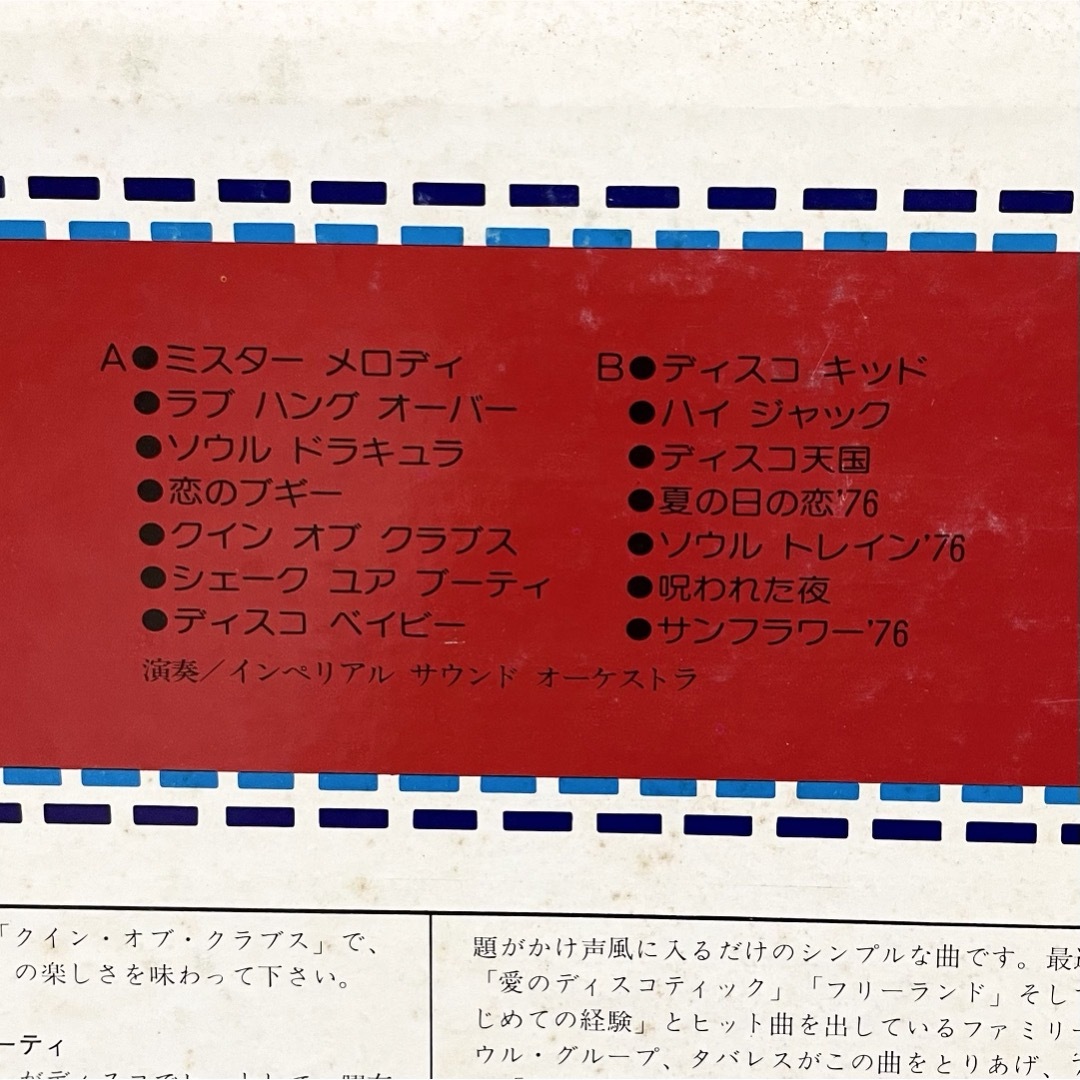 A●ミスター メロディ
●ラブ ハング オーバー
●ソウル ドラキュラ
●恋のブギー
●クイン オブ クラブス
●シェーク ユア ブーティ
●ディスコ ベイビー
演奏／インペリアル サウンド オーケストラ
B●ディスコ キッド
●ハイ ジャック
●ディスコ天国
●夏の日の恋'76
●ソウル トレイン'76
●呪われた夜
●サンフラワー'76
「クイン・オブ・クラブス」で、
の楽しさを味わって下さい。
ーティ
題がかけ声風に入るだけのシンプルな曲です。最近
「愛のディスコティック」「フリーランド」そして
じめての経験」とヒット曲を出しているファミリー
ウル・グループ、タバレスがこの曲をとりあげ、